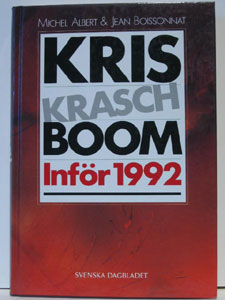 MICHEL ALBERT & JEAN BOISSONNAT
KRIS
KRASCH
BOOM
Inför 1992
SVENSKA DAGBLADET